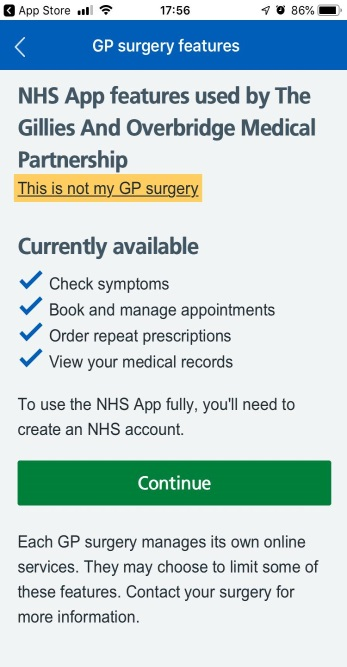 App Store 17:56 86%
GP surgery features
NHS App features used by The
Gillies And Overbridge Medical
Partnership
This is not my GP surgery
Currently available
Check symptoms
Book and manage appointments
Order repeat prescriptions
View your medical records
To use the NHS App fully, you'll need to
create an NHS account.
Continue
Each GP surgery manages its own online
services. They may choose to limit some of
these features. Contact your surgery for
more information.